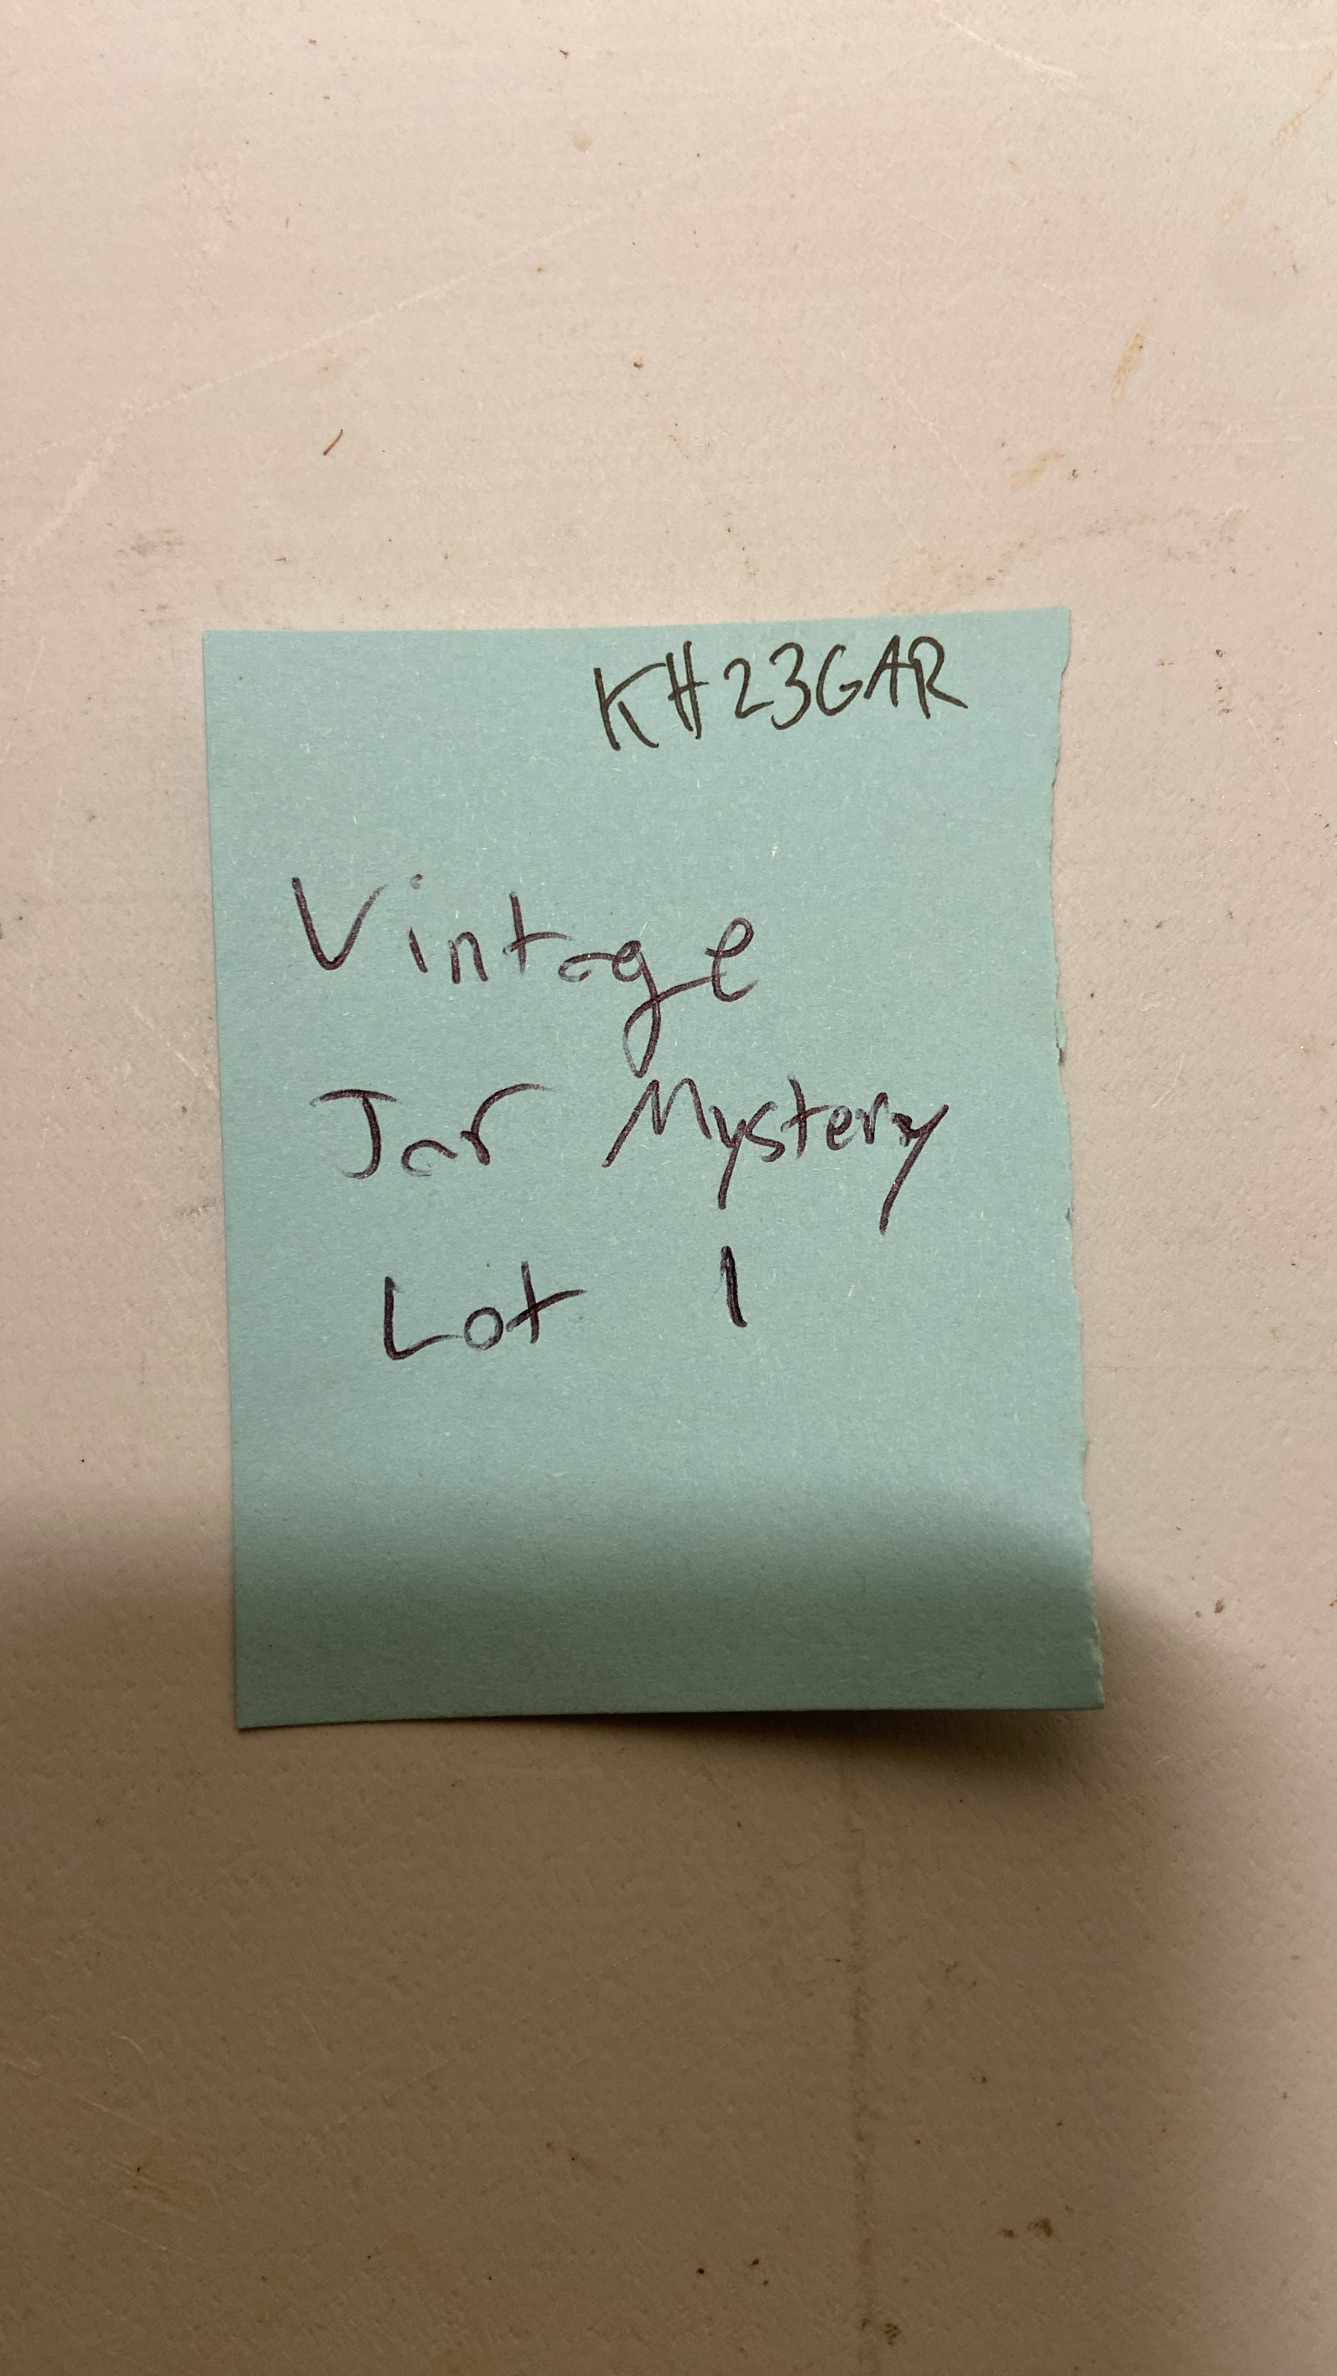 KH23GAR
Vintage
Jar Mystery
Lot 1